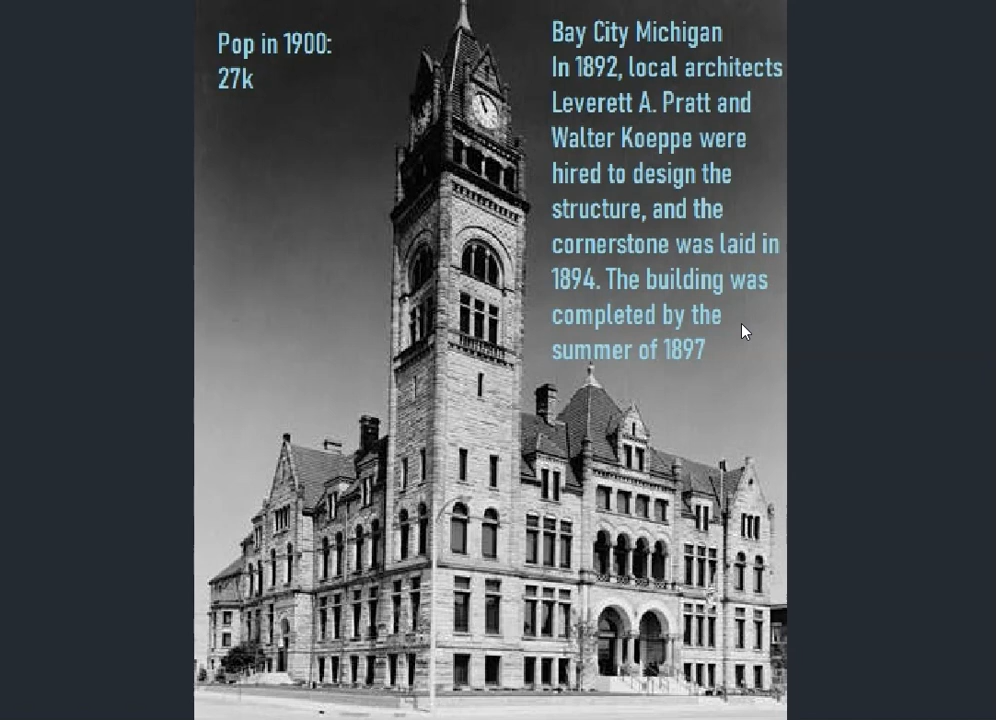 Pop in 1900:
27k
Bay City Michigan
In 1892, local architects
Leverett A. Pratt and
Walter Koeppe were
hired to design the
structure, and the
cornerstone was laid in
1894. The building was
completed by the
summer of 1897